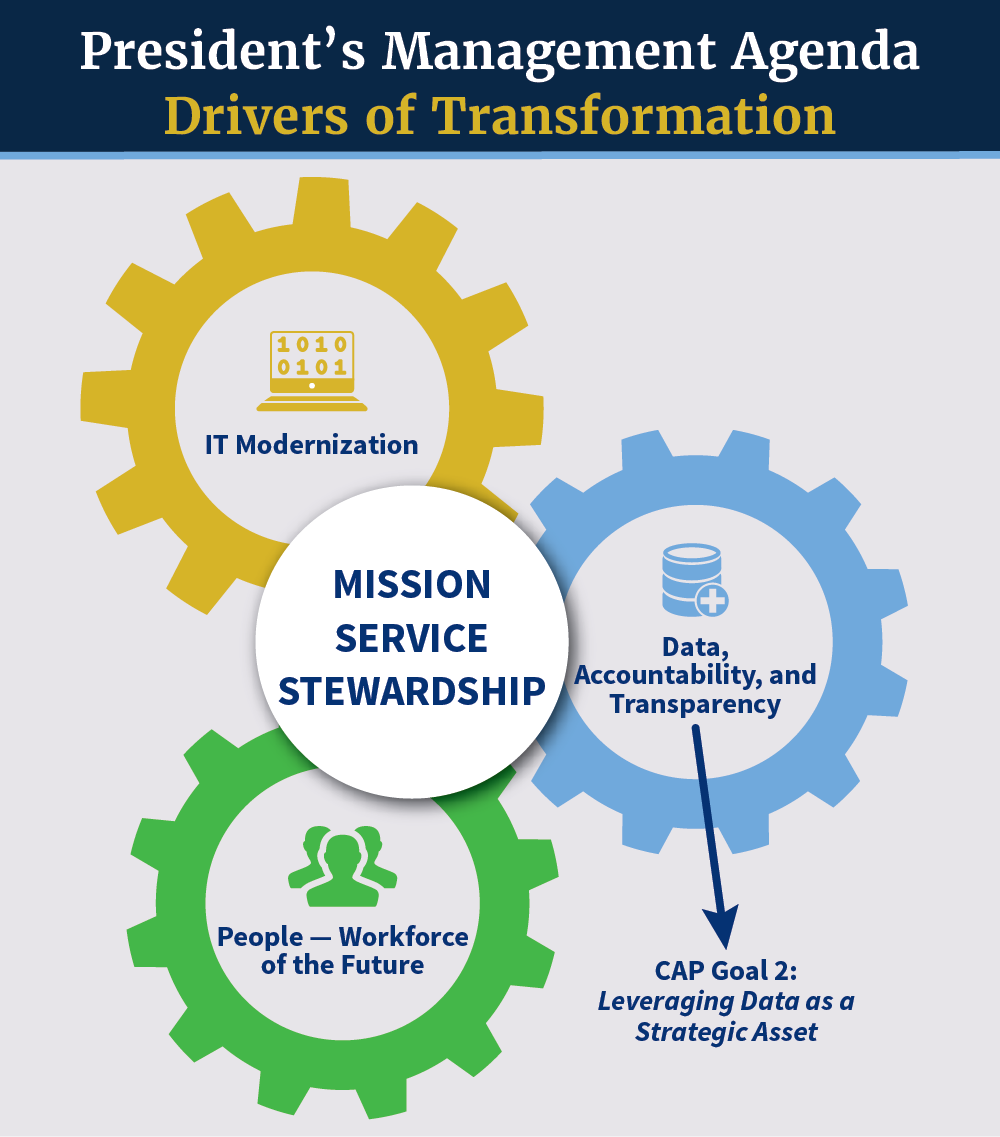 President’s Management Agenda
Drivers of Transformation
1010
0101
IT Modernization
MISSION
SERVICE
STEWARDSHIP
Data,
Accountability, and
Transparency
People — Workforce
of the Future
CAP Goal 2:
Leveraging Data as a
Strategic Asset